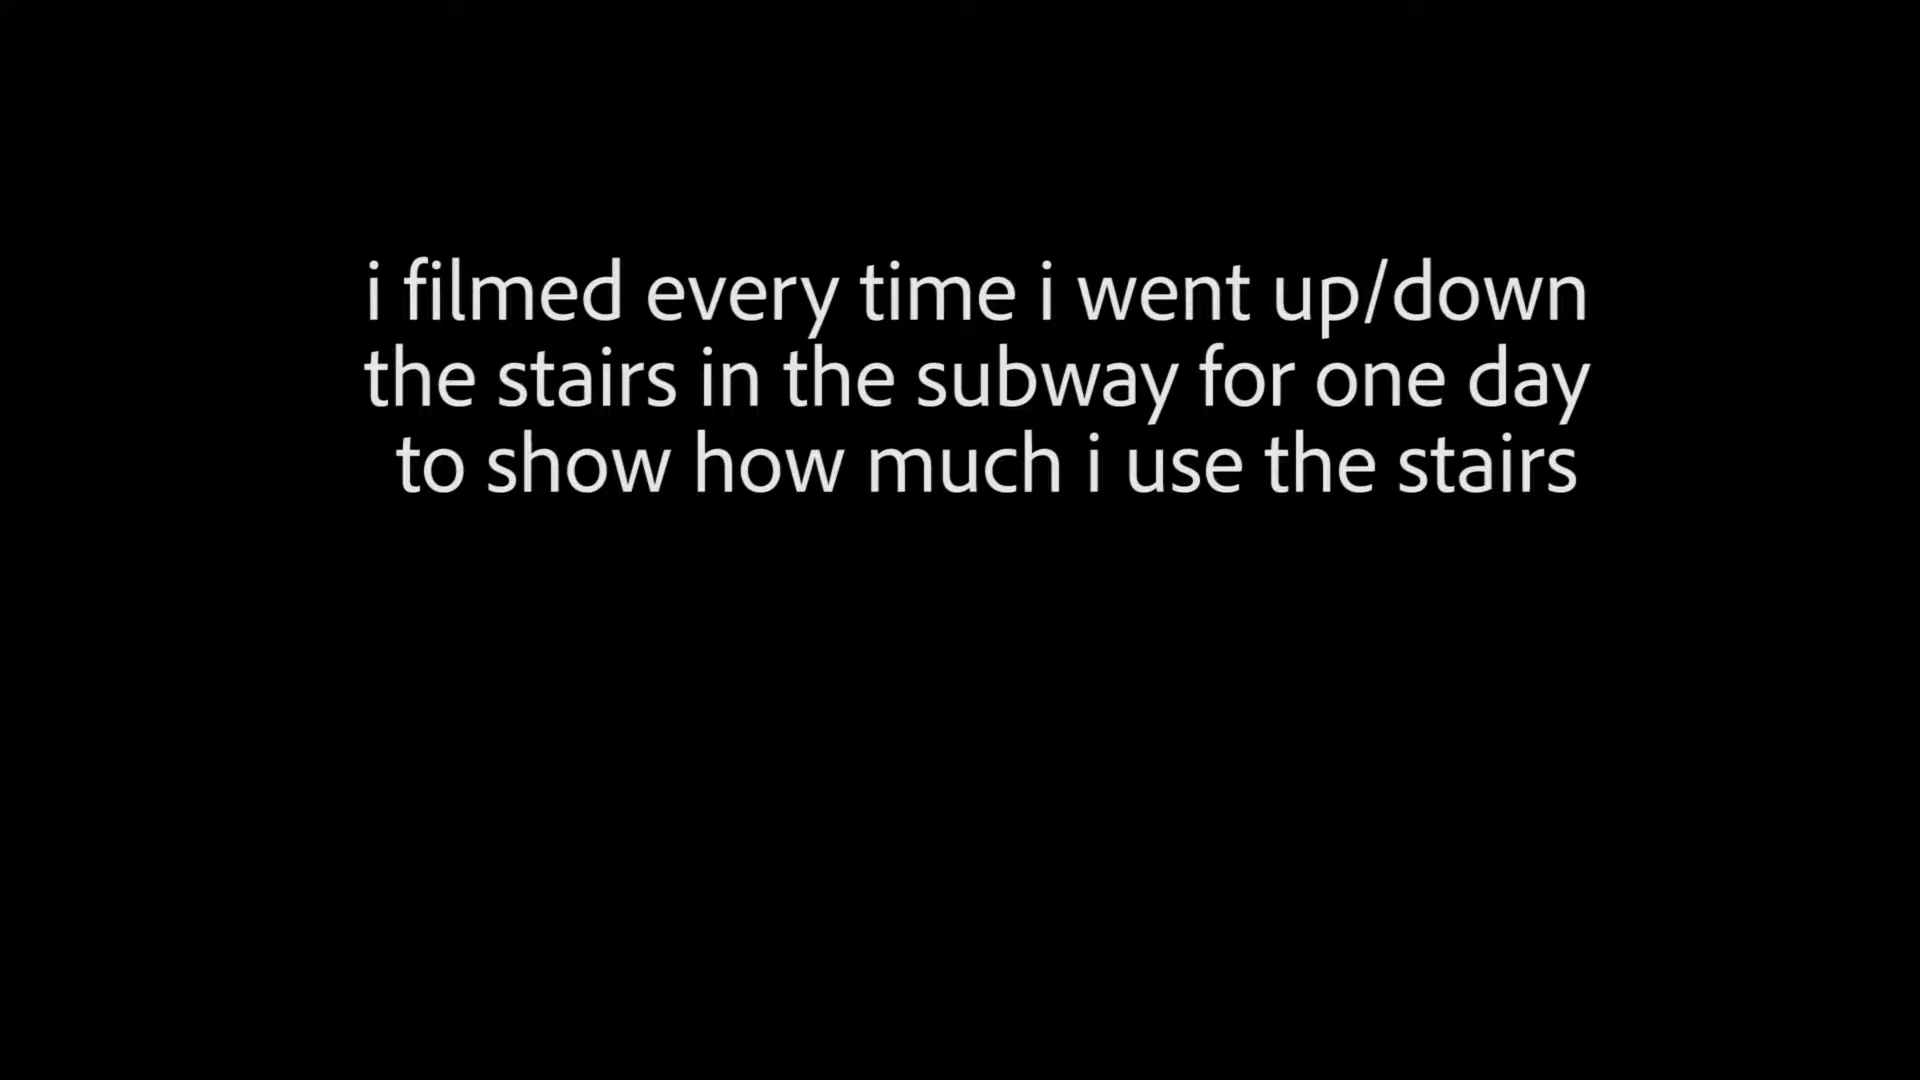 i filmed every time i went up/down
the stairs in the subway for one day
to show how much i use the stairs